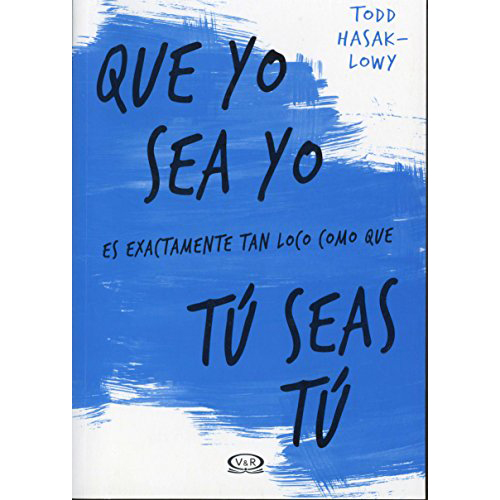 TODD
HASAK-
LOWY
QUE YO
SEA YO
ES EXACTAMENTE TAN LOCO COMO QUE
TÚ SEAS
TÚ
V&R